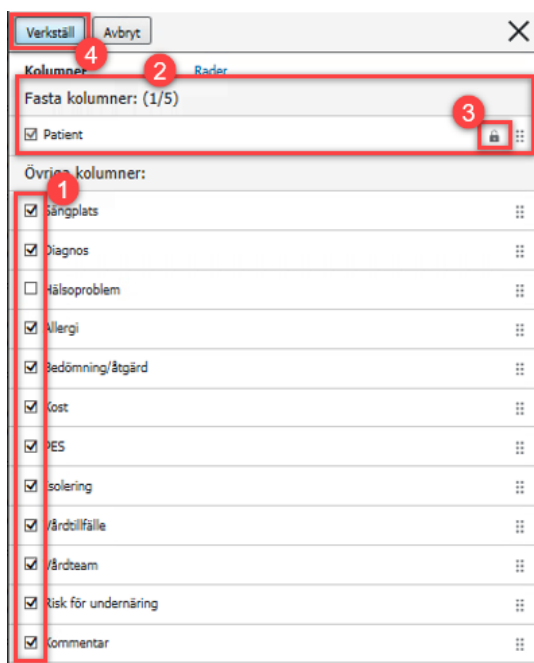 Verkställ Avbryt
4
2
Kolumner Rader
Fasta kolumner: (1/5)
3
Patient
Övriga kolumner:
1
Sängplats
Diagnos
Hälsoproblem
Allergi
Bedömning/åtgärd
Kost
PES
Isolering
Vårdtillfälle
Vårdteam
Risk för undernäring
Kommentar